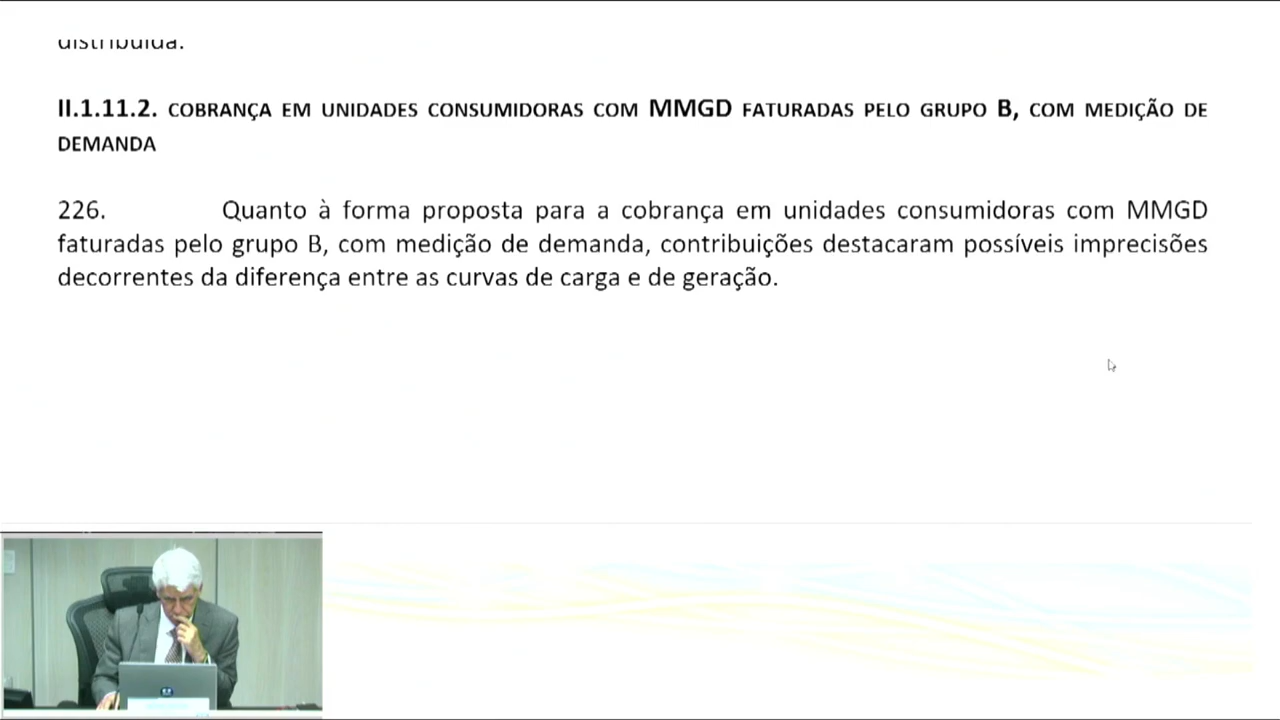 distribuída.
II.1.11.2. COBRANÇA EM UNIDADES CONSUMIDORAS COM MMGD FATURADAS PELO GRUPO B, COM MEDIÇÃO DE
DEMANDA
226. Quanto à forma proposta para a cobrança em unidades consumidoras com MMGD
faturadas pelo grupo B, com medição de demanda, contribuições destacaram possíveis imprecisões
decorrentes da diferença entre as curvas de carga e de geração.